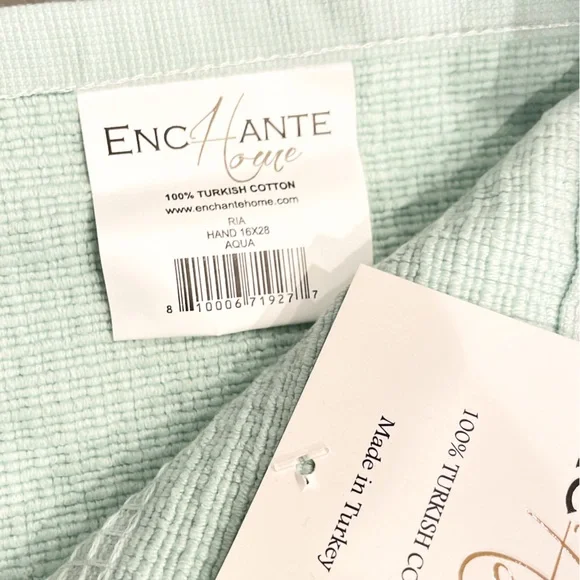 ENCHANTE
Home
100% TURKISH COTTON
www.enchantehome.com
RIA
HAND 16X28
AQUA
8 10006 71927 7
100% TURKISH CO
Made in Turkey